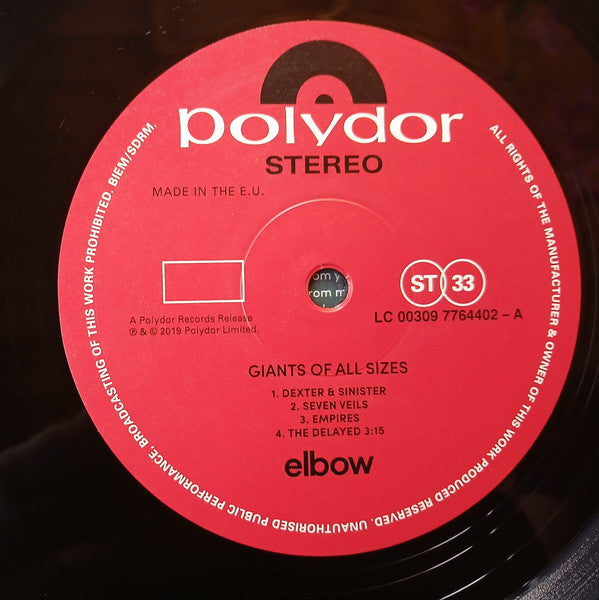 polydor
STEREO
MADE IN THE E.U.
ST 33
LC 00309 7764402 – A
A Polydor Records Release
℗ & © 2019 Polydor Limited.
om y
rom m
GIANTS OF ALL SIZES
1. DEXTER & SINISTER
2. SEVEN VEILS
3. EMPIRES
4. THE DELAYED 3:15
elbow
ALL RIGHTS OF THE MANUFACTURER & OWNER OF THIS WORK PRODUCED RESERVED. UNAUTHORISED PUBLIC PERFORMANCE, BROADCASTING OF THIS WORK PROHIBITED. BIEM/SDRM.